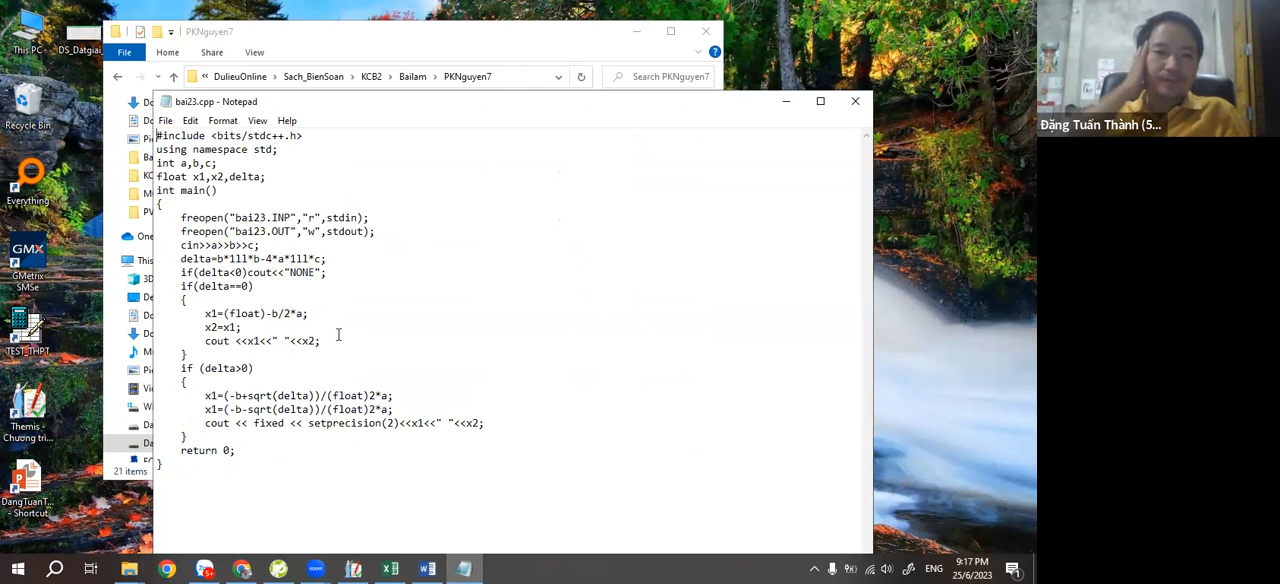 This PC
DS_Datgiai
Recycle Bin
Everything
GMX
GMetrix
SMSe
TEST_THPT
Themis -
Chương tri...
DangTuanT...
- Shortcut
PKNguyen7
File
Home
Share
View
DulieuOnline
Sach_BienSoan
KCB2
Bailam
PKNguyen7
Search PKNguyen7
21 items
bai23.cpp - Notepad
File Edit Format View Help
#include <bits/stdc++.h>
using namespace std;
int a,b,c;
float x1,x2,delta;
int main()
{
freopen("bai23.INP","r",stdin);
freopen("bai23.OUT","w",stdout);
cin>>a>>b>>c;
delta=b*1ll*b-4*a*1ll*c;
if(delta<0)cout<<"NONE";
if(delta==0)
{
x1=(float)-b/2*a;
x2=x1;
cout <<x1<<" "<<x2;
}
if (delta>0)
{
x1=(-b+sqrt(delta))/(float)2*a;
x1=(-b-sqrt(delta))/(float)2*a;
cout << fixed << setprecision(2)<<x1<<" "<<x2;
}
return 0;
}
Đặng Tuấn Thành (5...
ENG
9:17 PM
25/6/2023